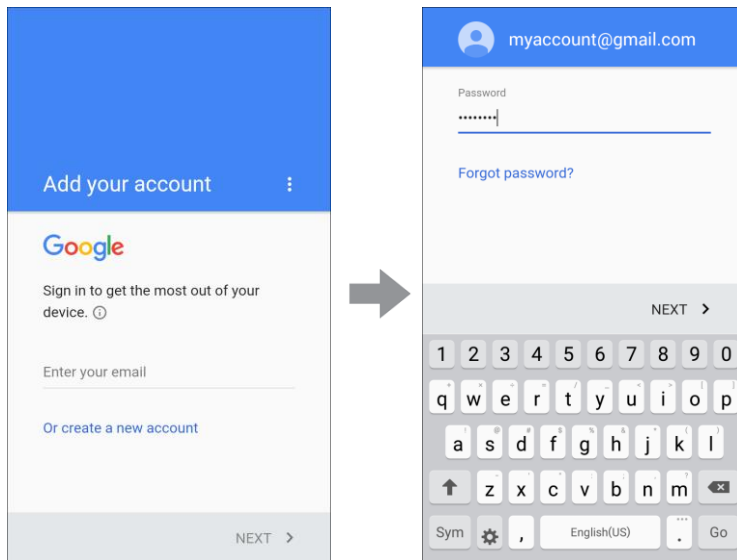 Add your account
Google
Sign in to get the most out of your
device.
Enter your email
Or create a new account
NEXT
myaccount@gmail.com
Password
••••••••
Forgot password?
NEXT
1 2 3 4 5 6 7 8 9 0
q w e r t y u i o p
a s d f g h j k l
z x c v b n m
Sym , English(US) . Go